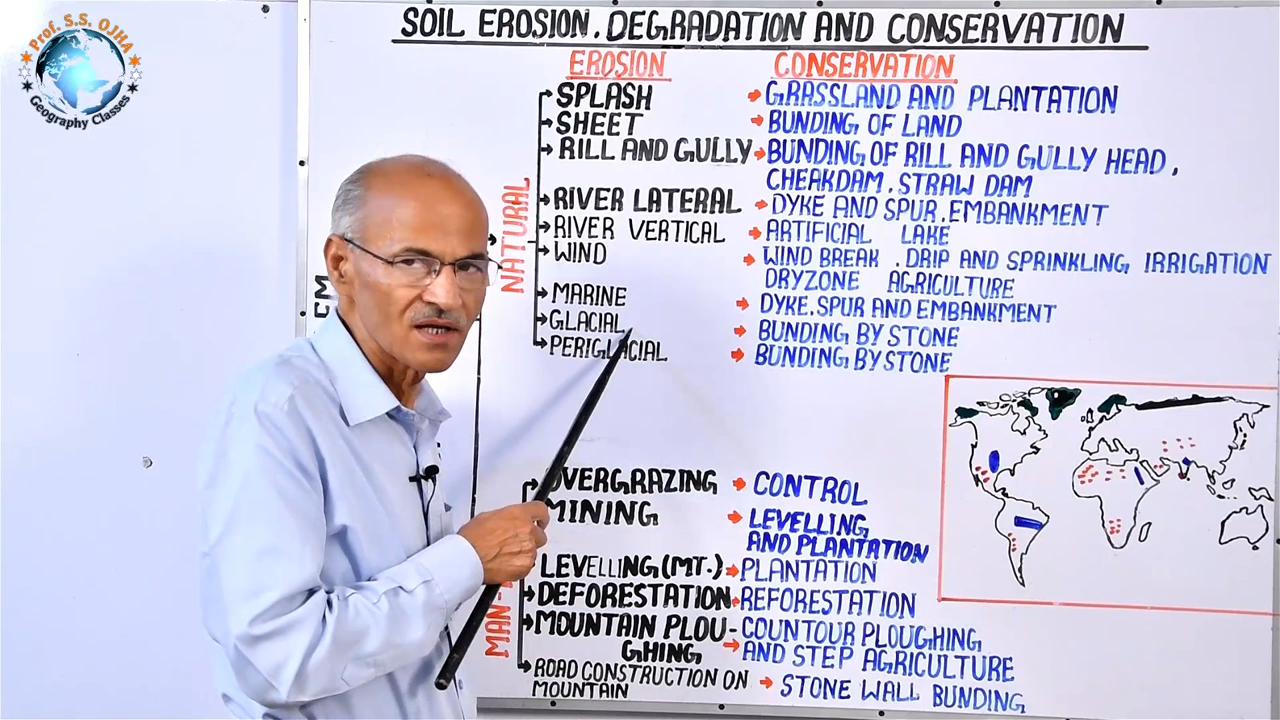 Prof. S.S. OJHA
Geography Classes
SOIL EROSION. DEGRADATION AND CONSERVATION
EROSION CONSERVATION
NATURAL
SPLASH GRASSLAND AND PLANTATION
SHEET BUNDING OF LAND
RILL AND GULLY BUNDING OF RILL AND GULLY HEAD,
CHEAKDAM. STRAW DAM
RIVER LATERAL DYKE AND SPUR. EMBANKMENT
RIVER VERTICAL ARTIFICIAL LAKE
WIND WIND BREAK . DRIP AND SPRINKLING IRRIGATION
DRYZONE AGRICULTURE
MARINE DYKE. SPUR AND EMBANKMENT
GLACIAL BUNDING BY STONE
PERIGLACIAL BUNDING BY STONE
MAN-
OVERGRAZING CONTROL
MINING LEVELLING
AND PLANTATION
LEVELLING (MT.) PLANTATION
DEFORESTATION REFORESTATION
MOUNTAIN PLOU- COUNTOUR PLOUGHING
GHING AND STEP AGRICULTURE
ROAD CONSTRUCTION ON STONE WALL BUNDING
MOUNTAIN